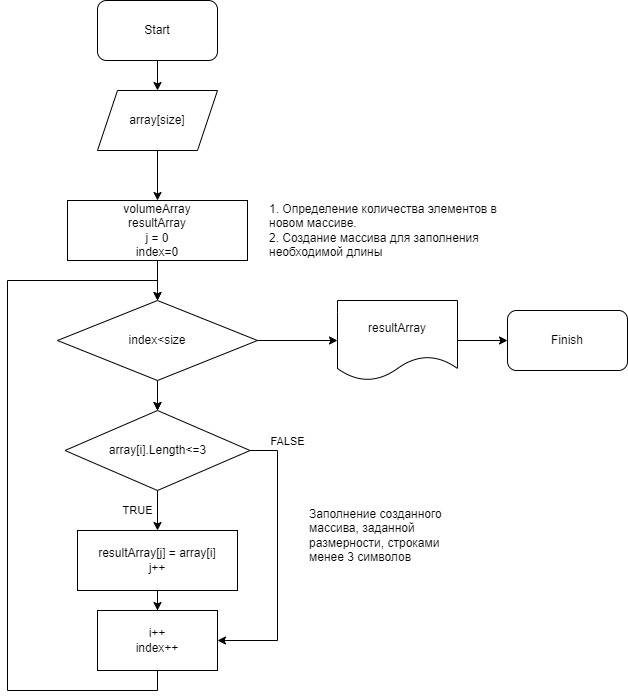 Start
array[size]
volumeArray
resultArray
j = 0
index=0
1. Определение количества элементов в
новом массиве.
2. Создание массива для заполнения
необходимой длины
index<size
resultArray
Finish
array[i].Length<=3
FALSE
TRUE
Заполнение созданного
массива, заданной
размерности, строками
менее 3 символов
resultArray[j] = array[i]
j++
i++
index++